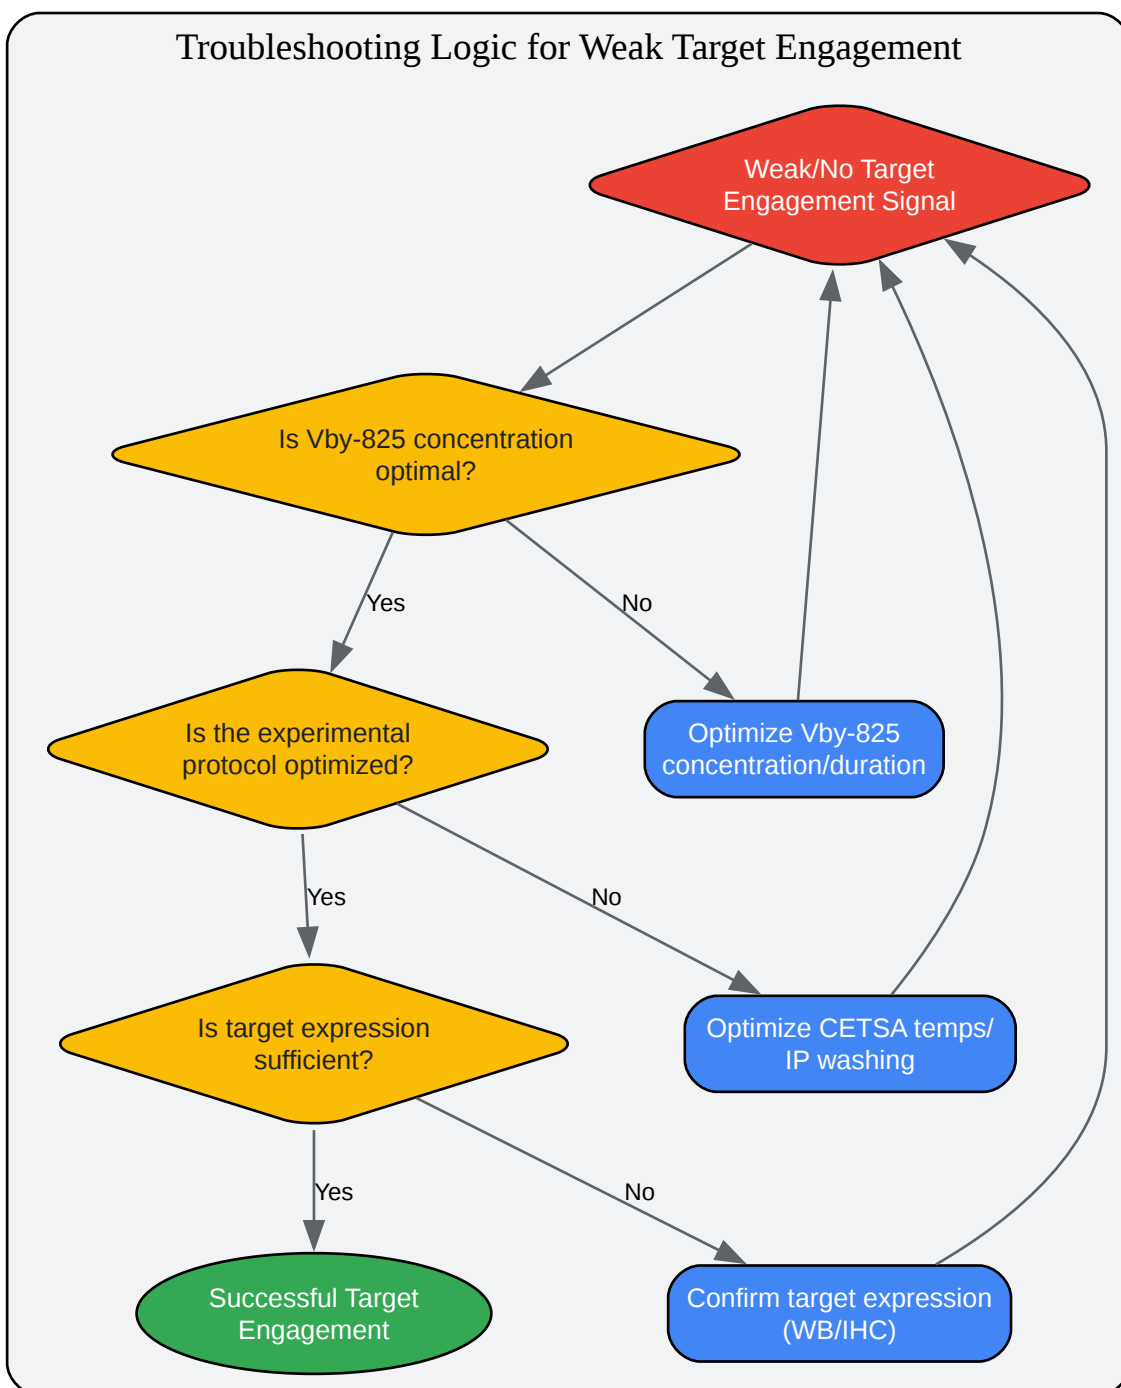 Troubleshooting Logic for Weak Target Engagement
Weak/No Target
Engagement Signal
Is Vby-825 concentration
optimal?
Yes
No
Is the experimental
protocol optimized?
Optimize Vby-825
concentration/duration
Yes
No
Is target expression
sufficient?
Optimize CETSA temps/
IP washing
Yes
No
Successful Target
Engagement
Confirm target expression
(WB/IHC)